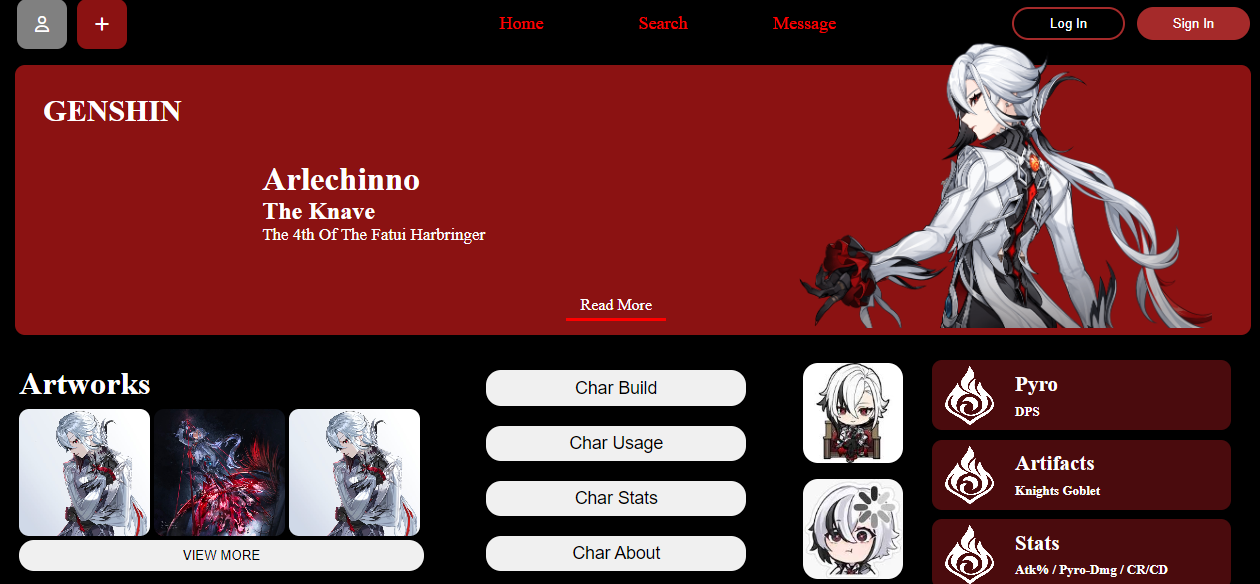 Home
Search
Message
Log In
Sign In
GENSHIN
Arlechinno
The Knave
The 4th Of The Fatui Harbringer
Read More
Artworks
VIEW MORE
Char Build
Char Usage
Char Stats
Char About
Pyro
DPS
Artifacts
Knights Goblet
Stats
Atk% / Pyro-Dmg / CR/CD